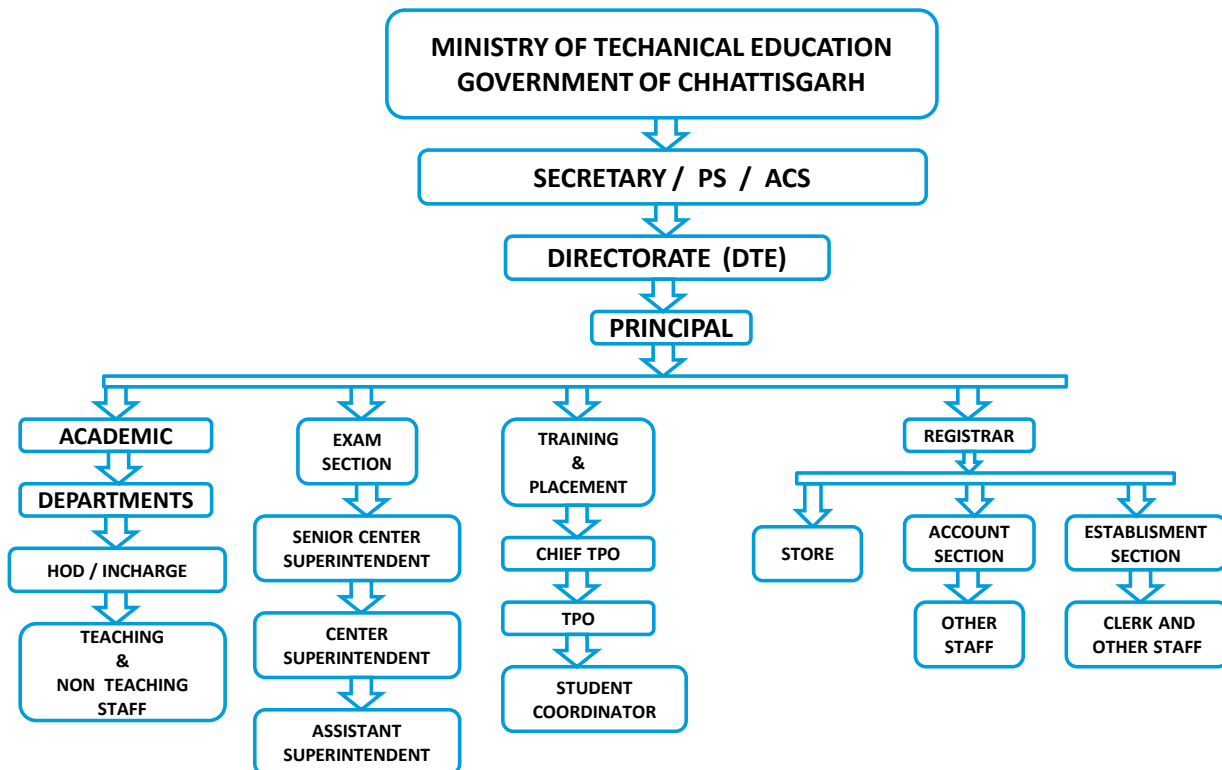 MINISTRY OF TECHANICAL EDUCATION
GOVERNMENT OF CHHATTISGARH
SECRETARY / PS / ACS
DIRECTORATE (DTE)
PRINCIPAL
ACADEMIC
DEPARTMENTS
HOD / INCHARGE
TEACHING
&
NON TEACHING
STAFF
EXAM
SECTION
SENIOR CENTER
SUPERINTENDENT
CENTER
SUPERINTENDENT
ASSISTANT
SUPERINTENDENT
TRAINING
&
PLACEMENT
CHIEF TPO
TPO
STUDENT
COORDINATOR
REGISTRAR
STORE
ACCOUNT
SECTION
OTHER
STAFF
ESTABLISMENT
SECTION
CLERK AND
OTHER STAFF